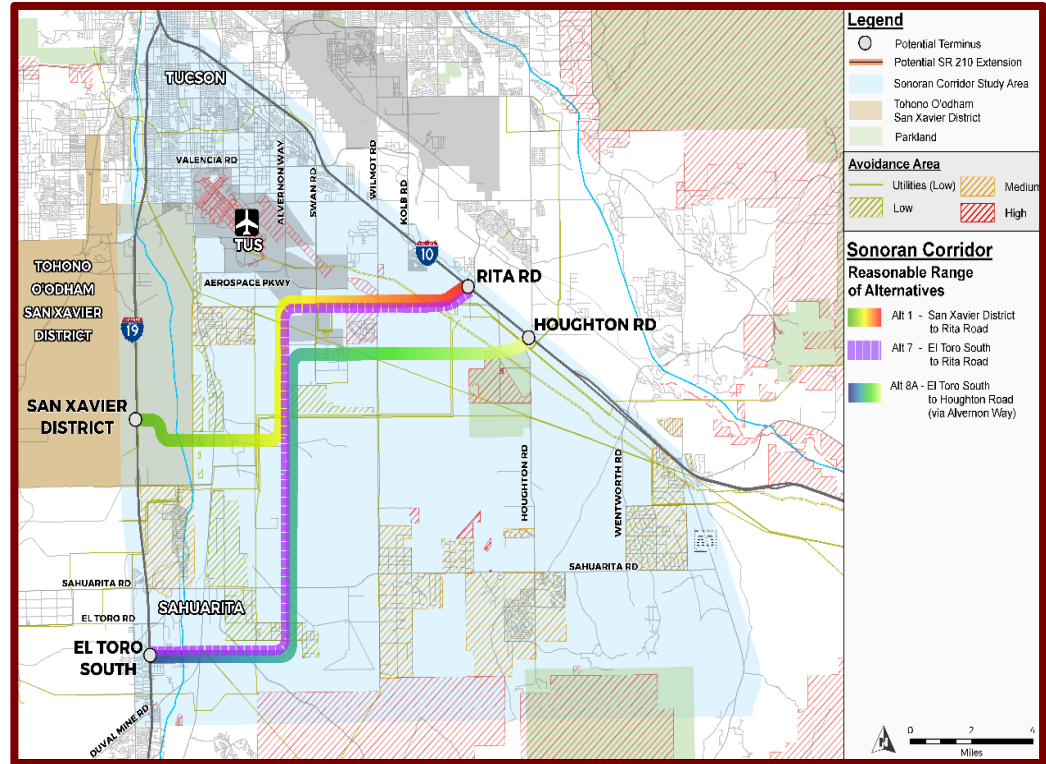 TUCSON
VALENCIA RD
ALVERNON WAY
SWAN RD
WILMOT RD
KOLB RD
TUS
INTERSTATE
10
TOHONO
O'ODHAM
SAN XAVIER
DISTRICT
AEROSPACE PKWY
RITA RD
HOUGHTON RD
19
SAN XAVIER
DISTRICT
HOUGHTON RD
WENTWORTH RD
SAHUARITA RD
SAHUARITA RD
EL TORO RD
SAHUARITA
EL TORO
SOUTH
DUVAL MINE RD
Legend
Potential Terminus
Potential SR 210 Extension
Sonoran Corridor Study Area
Tohono O'odham
San Xavier District
Parkland
Avoidance Area
Utilities (Low)
Medium
Low
High
Sonoran Corridor
Reasonable Range
of Alternatives
Alt 1 - San Xavier District
to Rita Road
Alt 7 - El Toro South
to Rita Road
Alt 8A - El Toro South
to Houghton Road
(via Alvernon Way)
N
0 2 4
Miles